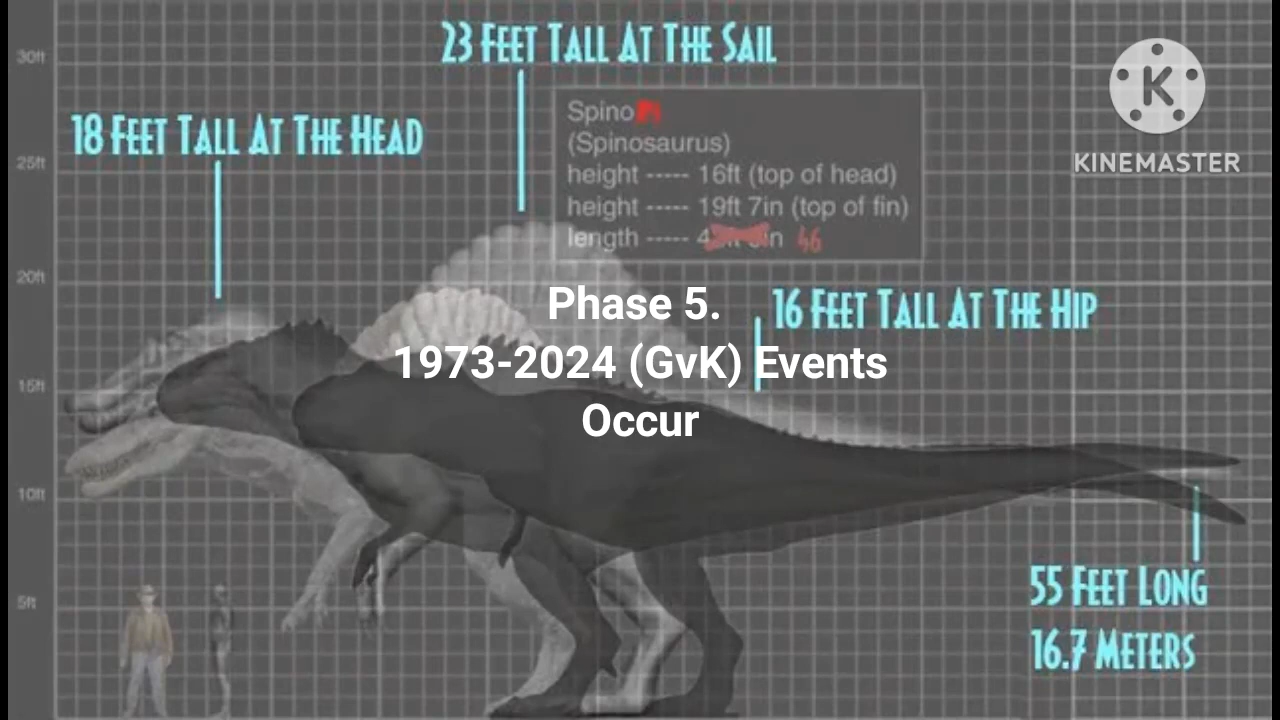 23 FEET TALL AT THE SAIL
18 FEET TALL AT THE HEAD
30ft
25ft
20ft
15ft
10ft
5ft
Spino
(Spinosaurus)
height ----- 16ft (top of head)
height ----- 19ft 7in (top of fin)
length ----- 4 in 46
K
KINEMASTER
Phase 5.
1973-2024 (GvK) Events
Occur
16 FEET TALL AT THE HIP
55 FEET LONG
16.7 METERS